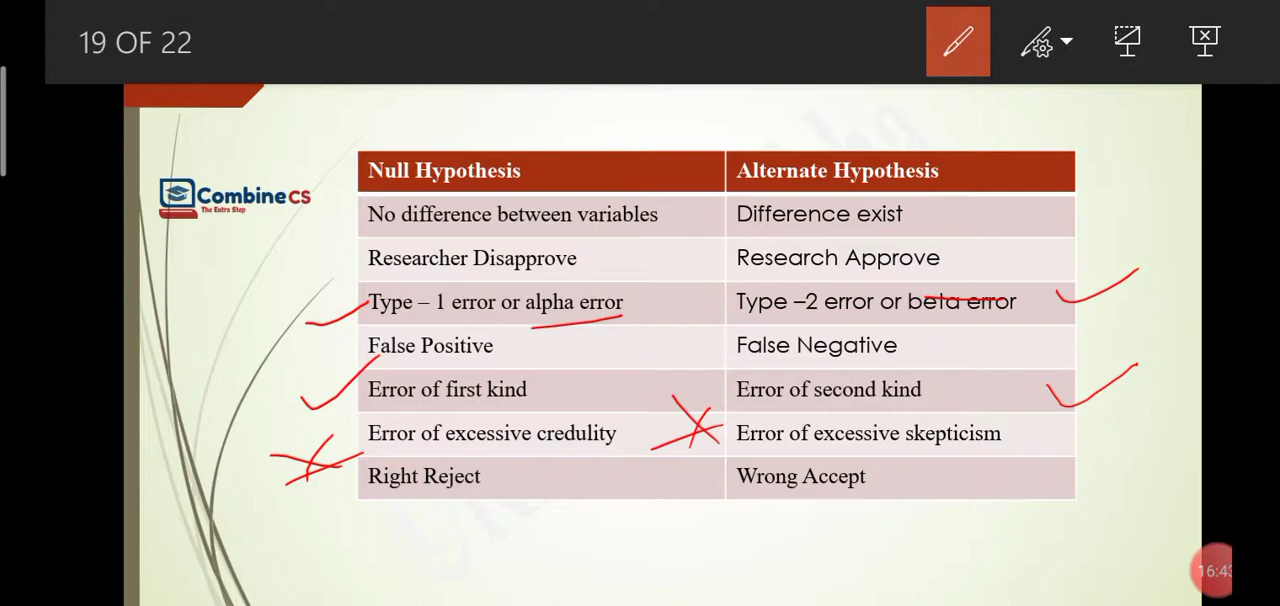 19 OF 22
Combine CS
The Extra Step
Null Hypothesis
Alternate Hypothesis
No difference between variables
Difference exist
Researcher Disapprove
Research Approve
Type – 1 error or alpha error
Type –2 error or beta error
False Positive
False Negative
Error of first kind
Error of second kind
Error of excessive credulity
Error of excessive skepticism
Right Reject
Wrong Accept